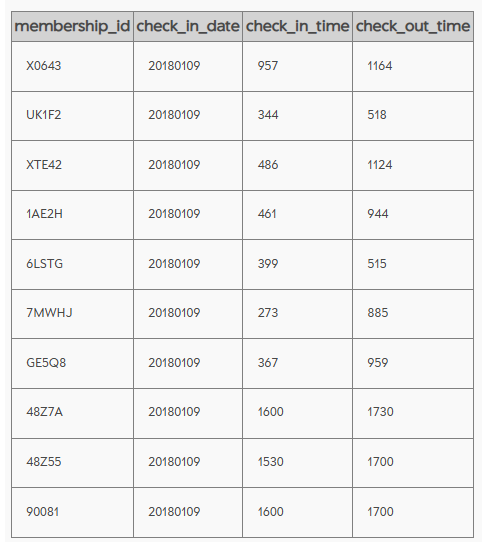 membership_id check_in_date check_in_time check_out_time
X0643 20180109 957 1164
UK1F2 20180109 344 518
XTE42 20180109 486 1124
1AE2H 20180109 461 944
6LSTG 20180109 399 515
7MWHJ 20180109 273 885
GE5Q8 20180109 367 959
48Z7A 20180109 1600 1730
48Z55 20180109 1530 1700
90081 20180109 1600 1700